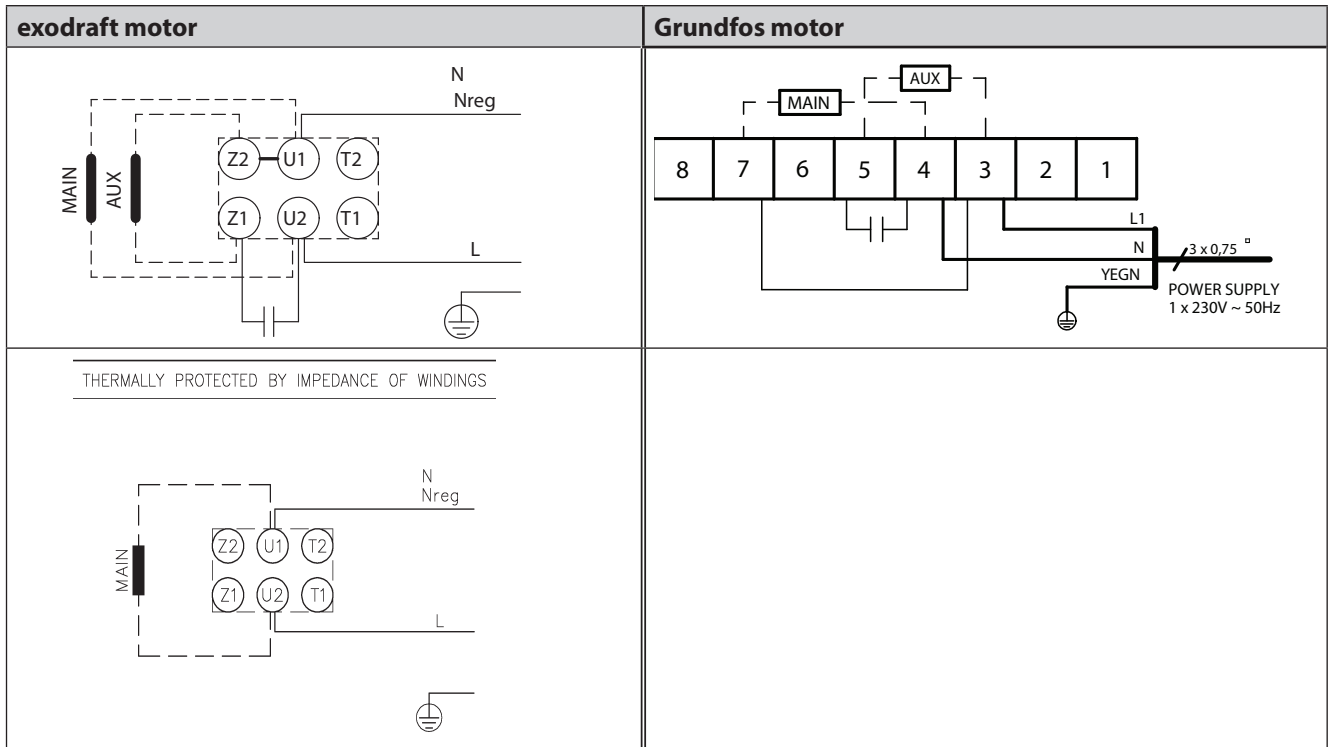 exodraft motor
Grundfos motor
N
Nreg
MAIN
AUX
Z2 U1 T2
Z1 U2 T1
L
AUX
MAIN
8 7 6 5 4 3 2 1
L1
N
3 x 0,75 ▫
YEGN
POWER SUPPLY
1 x 230V ~ 50Hz
THERMALLY PROTECTED BY IMPEDANCE OF WINDINGS
N
Nreg
MAIN
Z2 U1 T2
Z1 U2 T1
L